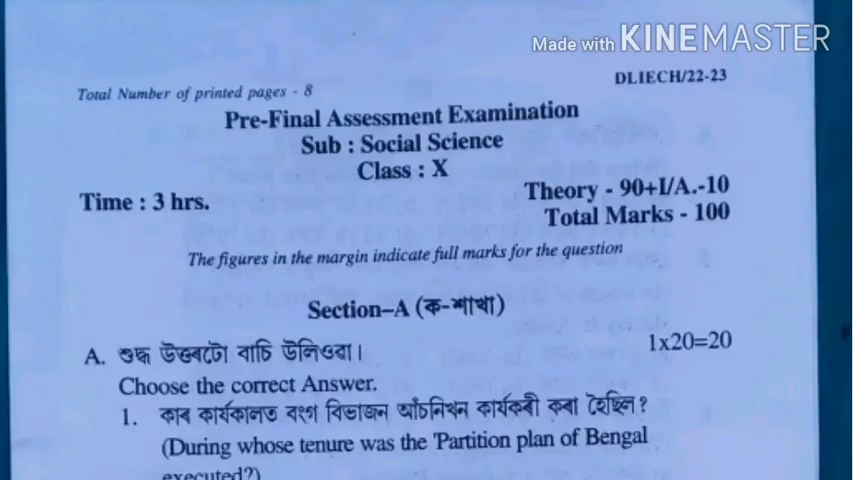 Made with KINEMASTER
DLIECH/22-23
Total Number of printed pages - 8
Pre-Final Assessment Examination
Sub : Social Science
Class : X
Time : 3 hrs.
Theory - 90+I/A.-10
Total Marks - 100
The figures in the margin indicate full marks for the question
Section–A (ক-শাখা)
A. শুদ্ধ উত্তৰটো বাচি উলিওৱা।
1x20=20
Choose the correct Answer.
1. কাৰ কাৰ্যকালত বংগ বিভাজন আঁচনিখন কাৰ্যকৰী কৰা হৈছিল?
(During whose tenure was the 'Partition plan of Bengal
executed?)